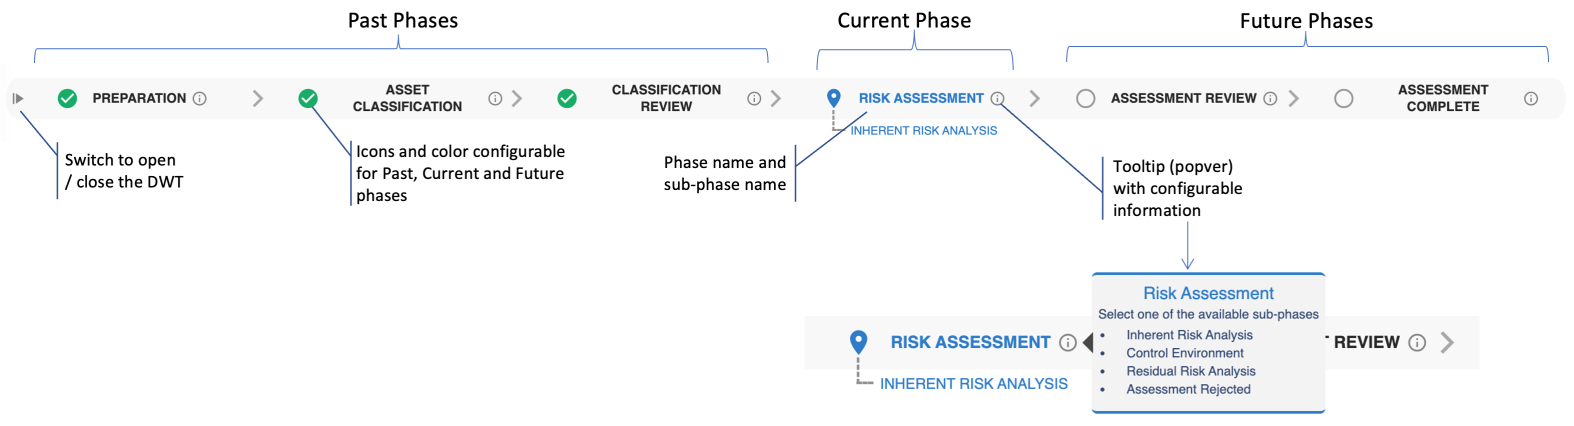 Past Phases
Current Phase
Future Phases
PREPARATION
ASSET
CLASSIFICATION
CLASSIFICATION
REVIEW
RISK ASSESSMENT
INHERENT RISK ANALYSIS
ASSESSMENT REVIEW
ASSESSMENT
COMPLETE
Switch to open
/ close the DWT
Icons and color configurable
for Past, Current and Future
phases
Phase name and
sub-phase name
Tooltip (popver)
with configurable
information
RISK ASSESSMENT
INHERENT RISK ANALYSIS
Risk Assessment
Select one of the available sub-phases
• Inherent Risk Analysis
• Control Environment
• Residual Risk Analysis
• Assessment Rejected
T REVIEW